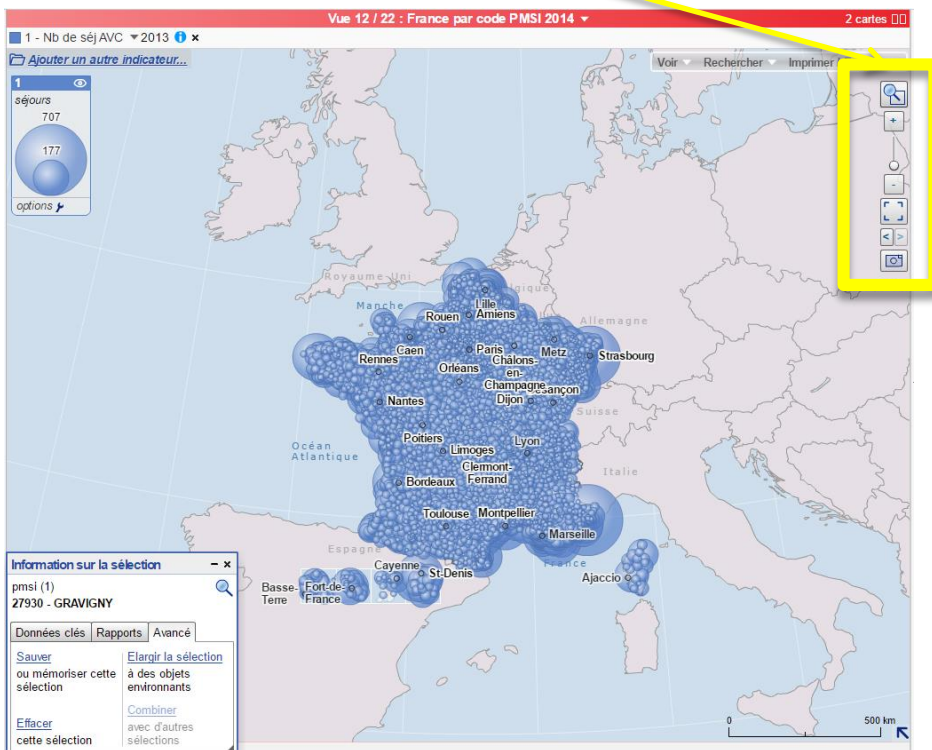 Vue 12 / 22 : France par code PMSI 2014
2 cartes
1 - Nb de séj AVC 2013 i x
Ajouter un autre indicateur...
Voir Rechercher Imprimer
1
séjours
707
177
options
+
-
< >
Royaume-Uni
Belgique
Manche
Lille
Amiens
Rouen
Allemagne
Caen
Paris
Metz
Strasbourg
Rennes
Châlons-
en-
Champagne
Orléans
Besançon
Dijon
Nantes
Suisse
Poitiers
Limoges
Lyon
Océan
Atlantique
Clermont-
Ferrand
Italie
Bordeaux
Toulouse
Montpellier
Marseille
Espagne
France
Cayenne
St-Denis
Ajaccio
Basse-
Terre
Fort-de-
France
Information sur la sélection - x
pmsi (1)
27930 - GRAVIGNY
Données clés Rapports Avancé
Sauver
ou mémoriser cette
sélection
Elargir la sélection
à des objets
environnants
Effacer
cette sélection
Combiner
avec d'autres
sélections
0 500 km